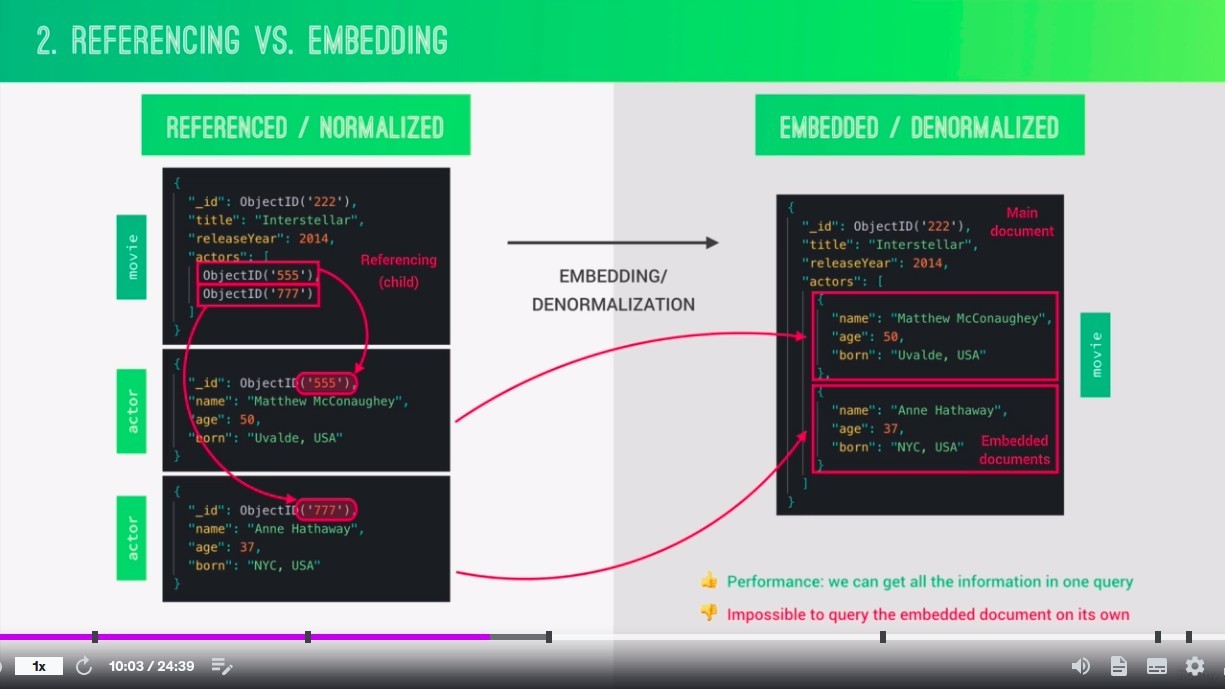 2. REFERENCING VS. EMBEDDING
REFERENCED / NORMALIZED
movie
{
"_id": ObjectID('222'),
"title": "Interstellar",
"releaseYear": 2014,
"actors": [
ObjectID('555'),
ObjectID('777')
]
}
Referencing
(child)
actor
{
"_id": ObjectID('555'),
"name": "Matthew McConaughey",
"age": 50,
"born": "Uvalde, USA"
}
actor
{
"_id": ObjectID('777'),
"name": "Anne Hathaway",
"age": 37,
"born": "NYC, USA"
}
EMBEDDING/
DENORMALIZATION
EMBEDDED / DENORMALIZED
{
"_id": ObjectID('222'),
"title": "Interstellar",
"releaseYear": 2014,
"actors": [
{
"name": "Matthew McConaughey",
"age": 50,
"born": "Uvalde, USA"
},
{
"name": "Anne Hathaway",
"age": 37,
"born": "NYC, USA"
}
]
}
Main
document
Embedded
documents
movie
👍 Performance: we can get all the information in one query
👎 Impossible to query the embedded document on its own
1x
10:03 / 24:39